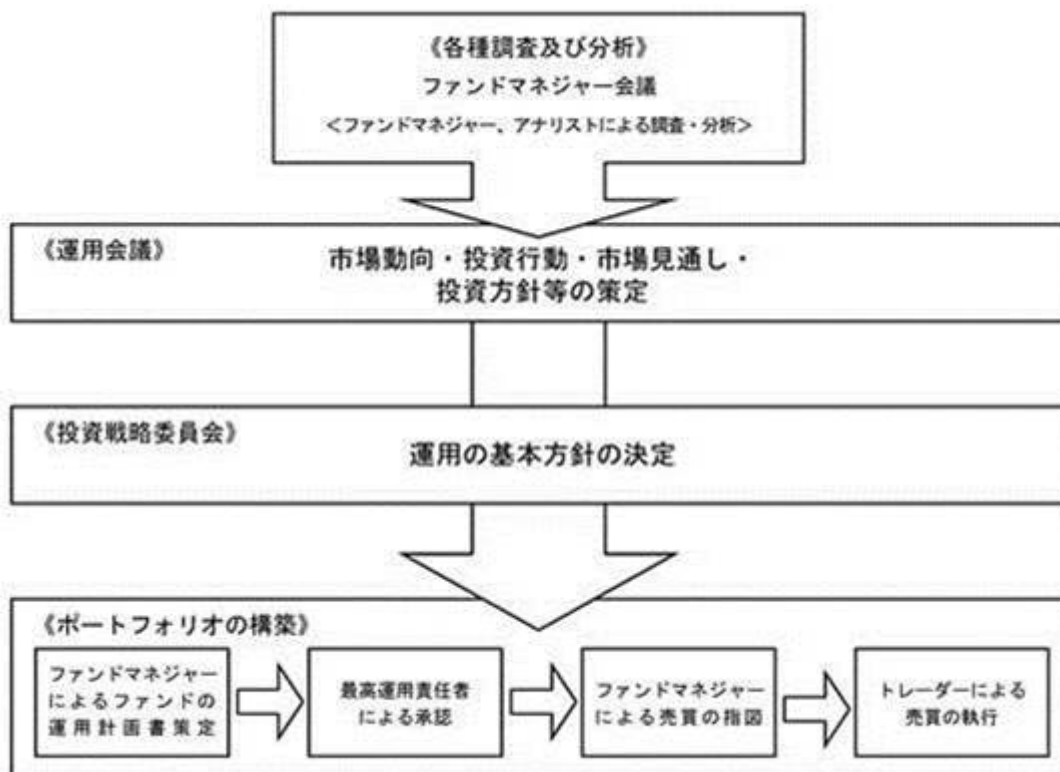 《各種調査及び分析》
ファンドマネジャー会議
<ファンドマネジャー、アナリストによる調査・分析>
《運用会議》
市場動向・投資行動・市場見通し・
投資方針等の策定
《投資戦略委員会》
運用の基本方針の決定
《ポートフォリオの構築》
ファンドマネジャー
によるファンドの
運用計画書策定
最高運用責任者
による承認
ファンドマネジャー
による売買の指図
トレーダーによる
売買の執行